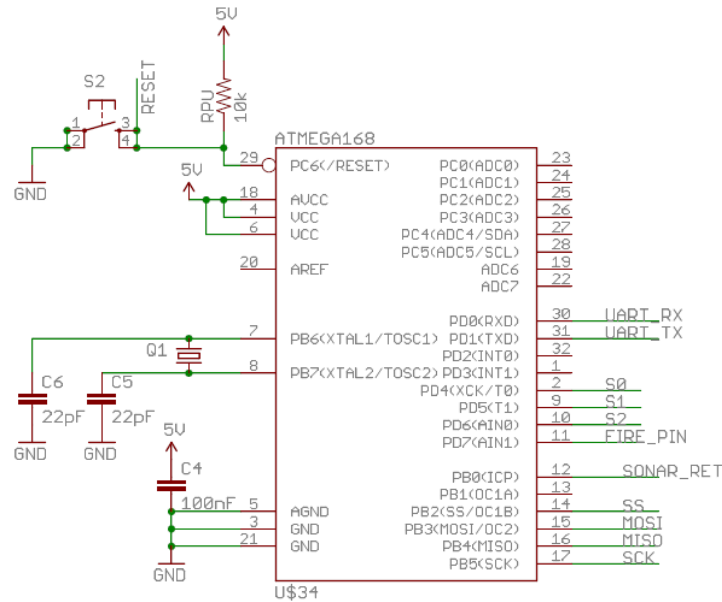 5V
S2
RESET
RPU
10k
1 3
2 4
GND
ATMEGA168
29 PC6(/RESET) PC0(ADC0) 23
PC1(ADC1) 24
5V
18 AVCC PC2(ADC2) 25
4 VCC PC3(ADC3) 26
6 VCC PC4(ADC4/SDA) 27
PC5(ADC5/SCL) 28
20 AREF ADC6 19
ADC7 22
PD0(RXD) 30 UART_RX
7 PB6(XTAL1/TOSC1) PD1(TXD) 31 UART_TX
Q1
PD2(INT0) 32
8 PB7(XTAL2/TOSC2) PD3(INT1) 1
C6 C5
PD4(XCK/T0) 2 S0
22pF 22pF
PD5(T1) 9 S1
PD6(AIN0) 10 S2
GND GND
PD7(AIN1) 11 FIRE_PIN
5V
C4
PB0(ICP) 12 SONAR_RET
PB1(OC1A) 13
100nF
5 AGND PB2(SS/OC1B) 14 SS
3 GND PB3(MOSI/OC2) 15 MOSI
21 GND PB4(MISO) 16 MISO
PB5(SCK) 17 SCK
GND
U$34